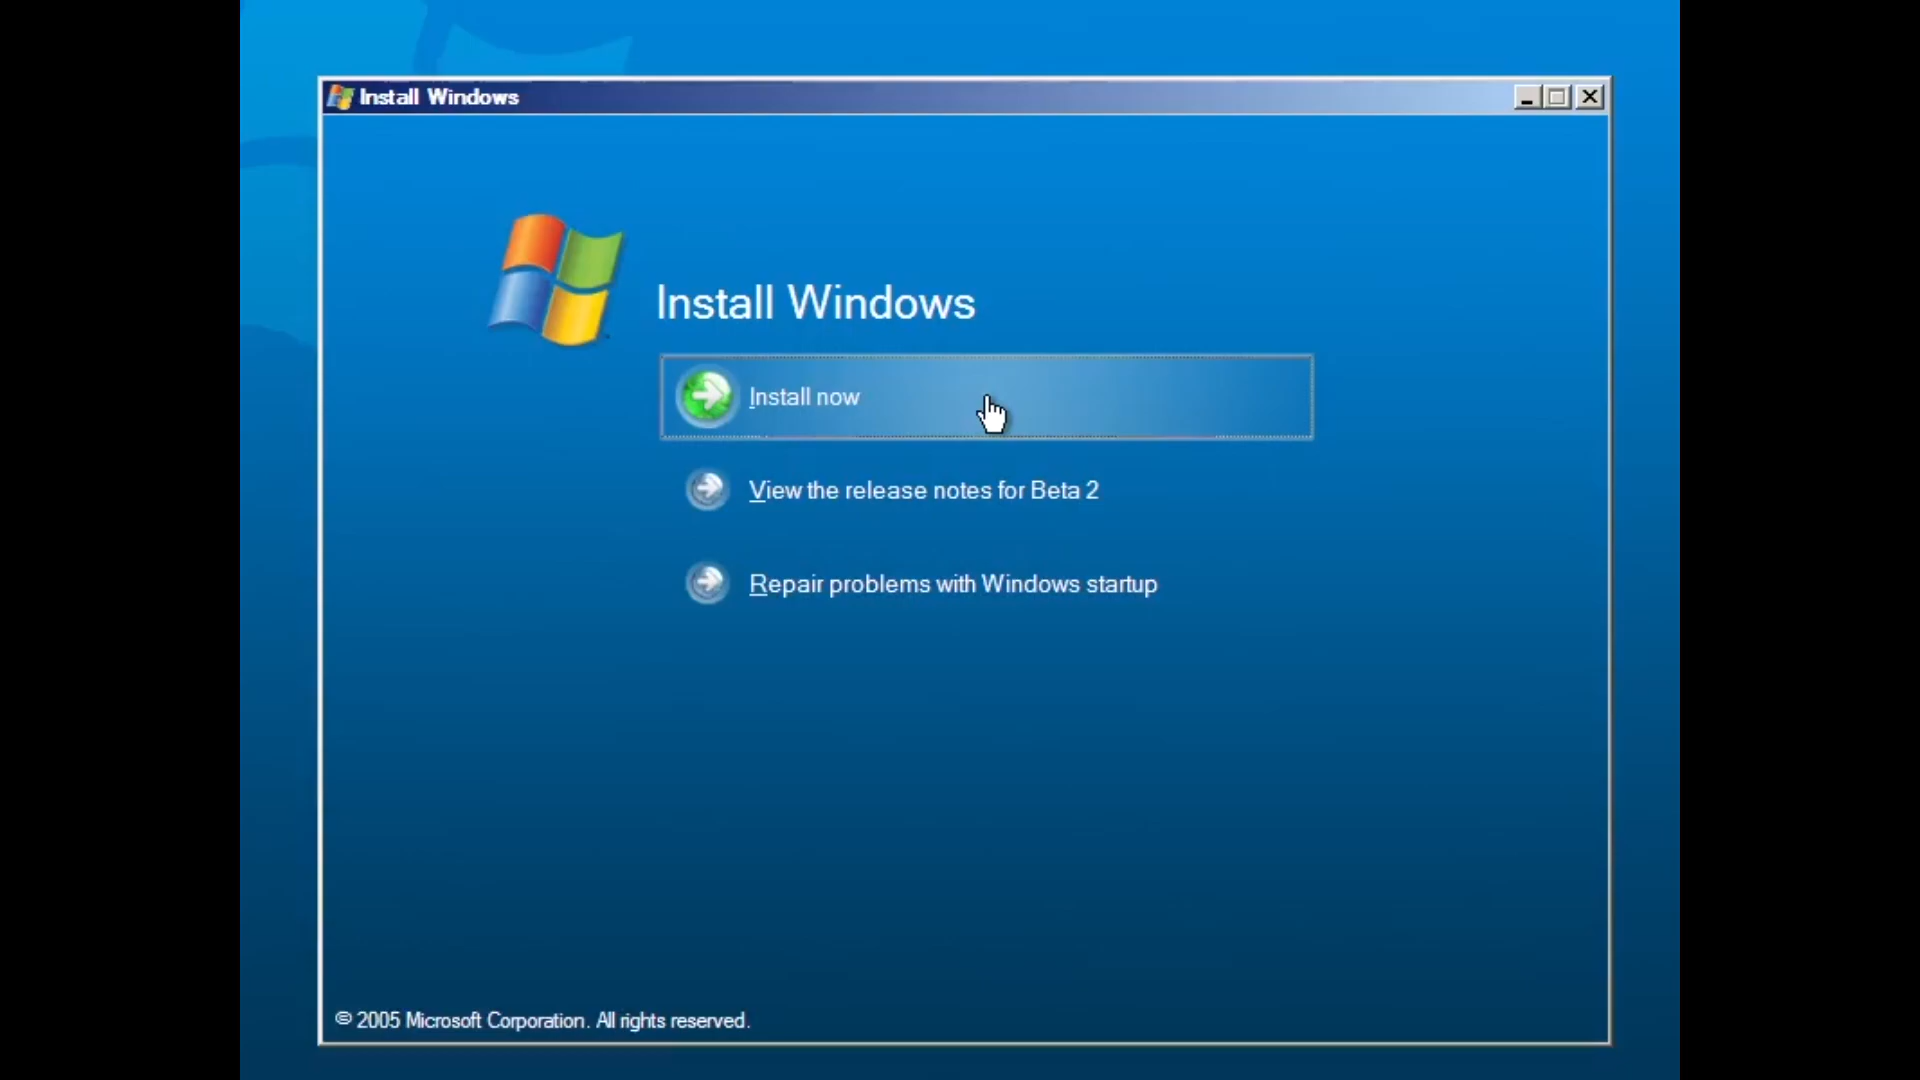 Install Windows
Install Windows
Install now
View the release notes for Beta 2
Repair problems with Windows startup
© 2005 Microsoft Corporation. All rights reserved.